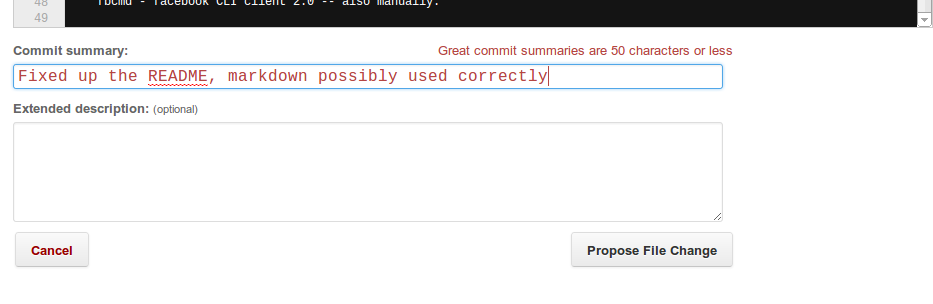 48 fbcmd - facebook CLI client 2.0 -- also manually.
49
Commit summary: Great commit summaries are 50 characters or less
Fixed up the README, markdown possibly used correctly
Extended description: (optional)
Cancel Propose File Change